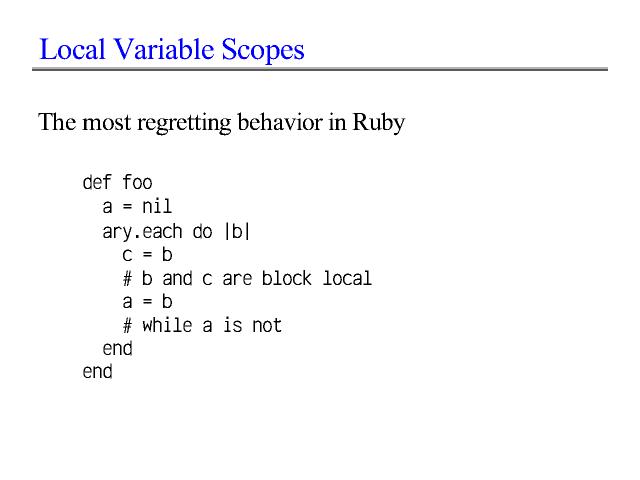 Local Variable Scopes
The most regretting behavior in Ruby
def foo
  a = nil
  ary.each do |b|
    c = b
    # b and c are block local
    a = b
    # while a is not
  end
end